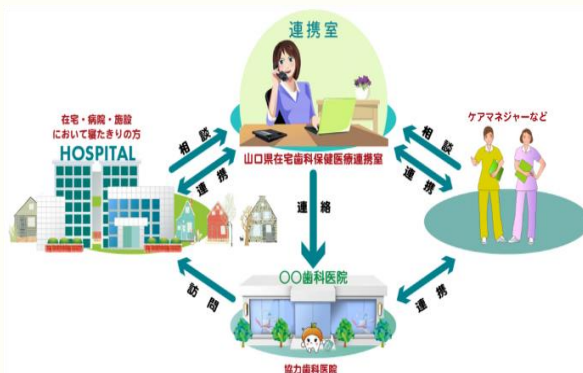 連携室
在宅・病院・施設
において寝たきりの方
HOSPITAL
相談
連携
山口県在宅歯科保健医療連携室
相談
連携
ケアマネジャーなど
連絡
〇〇歯科医院
訪問
連携
協力歯科医院